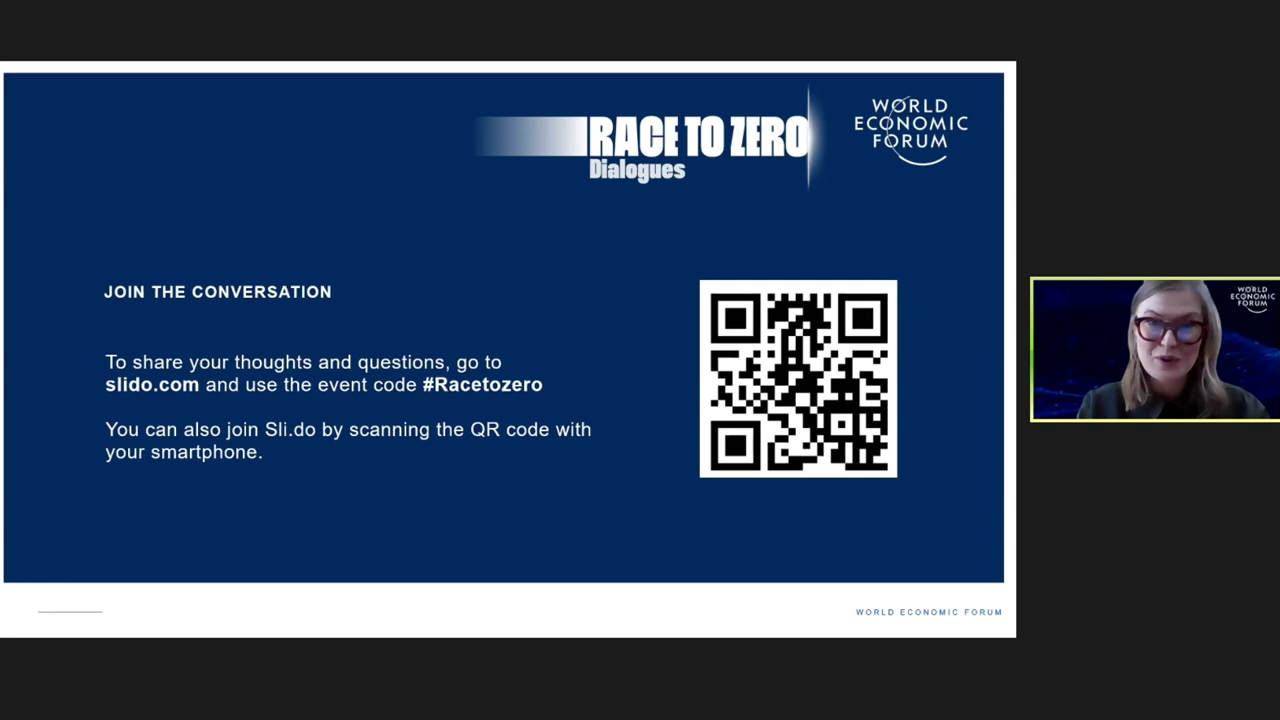 RACE TO ZERO
Dialogues
WORLD
ECONOMIC
FORUM
JOIN THE CONVERSATION
To share your thoughts and questions, go to
slido.com and use the event code #Racetozero
You can also join Sli.do by scanning the QR code with
your smartphone.
WORLD ECONOMIC FORUM
WORLD
ECONOMIC
FORUM